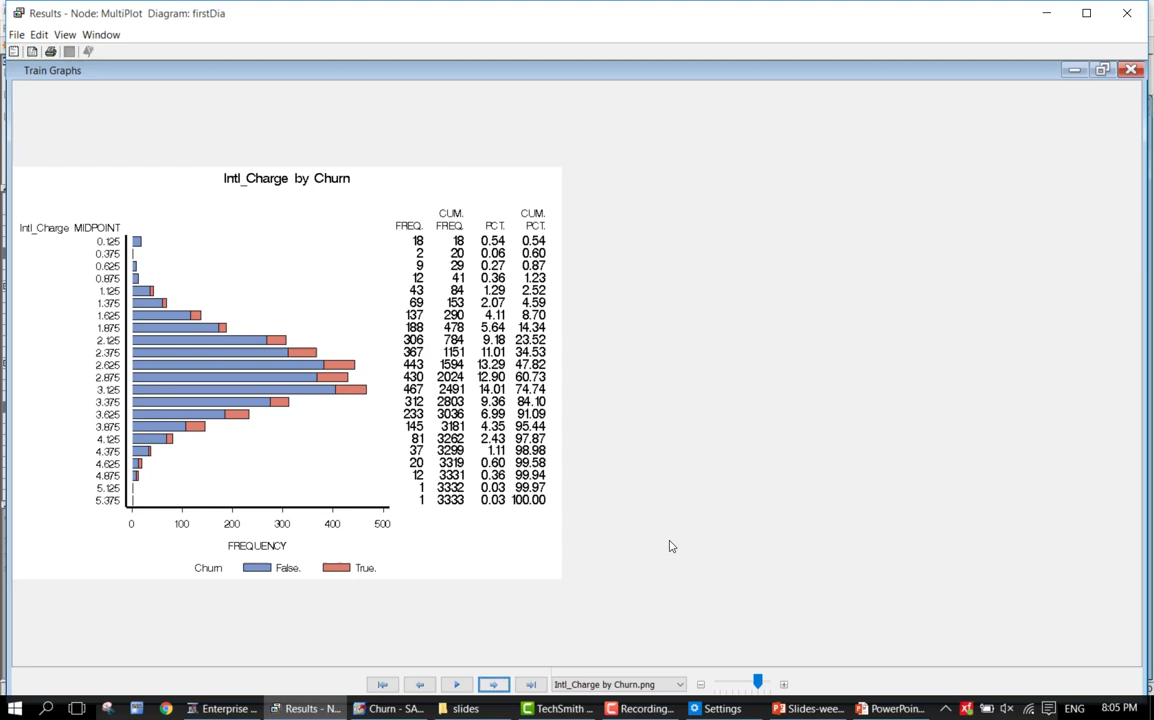 Results - Node: MultiPlot Diagram: firstDia
File Edit View Window
Train Graphs
Intl_Charge by Churn
CUM. CUM.
Intl_Charge MIDPOINT FREQ. FREQ. PCT. PCT.
0.125 18 18 0.54 0.54
0.375 2 20 0.06 0.60
0.625 9 29 0.27 0.87
0.875 12 41 0.36 1.23
1.125 43 84 1.29 2.52
1.375 69 153 2.07 4.59
1.625 137 290 4.11 8.70
1.875 188 478 5.64 14.34
2.125 306 784 9.18 23.52
2.375 367 1151 11.01 34.53
2.625 443 1594 13.29 47.82
2.875 430 2024 12.90 60.73
3.125 467 2491 14.01 74.74
3.375 312 2803 9.36 84.10
3.625 233 3036 6.99 91.09
3.875 145 3181 4.35 95.44
4.125 81 3262 2.43 97.87
4.375 37 3299 1.11 98.98
4.625 20 3319 0.60 99.58
4.875 12 3331 0.36 99.94
5.125 1 3332 0.03 99.97
5.375 1 3333 0.03 100.00
0 100 200 300 400 500
FREQUENCY
Churn False. True.
Intl_Charge by Churn.png
Enterprise ... Results - N... Churn - SA... slides TechSmith ... Recording... Settings Slides-wee... PowerPoin... ENG 8:05 PM